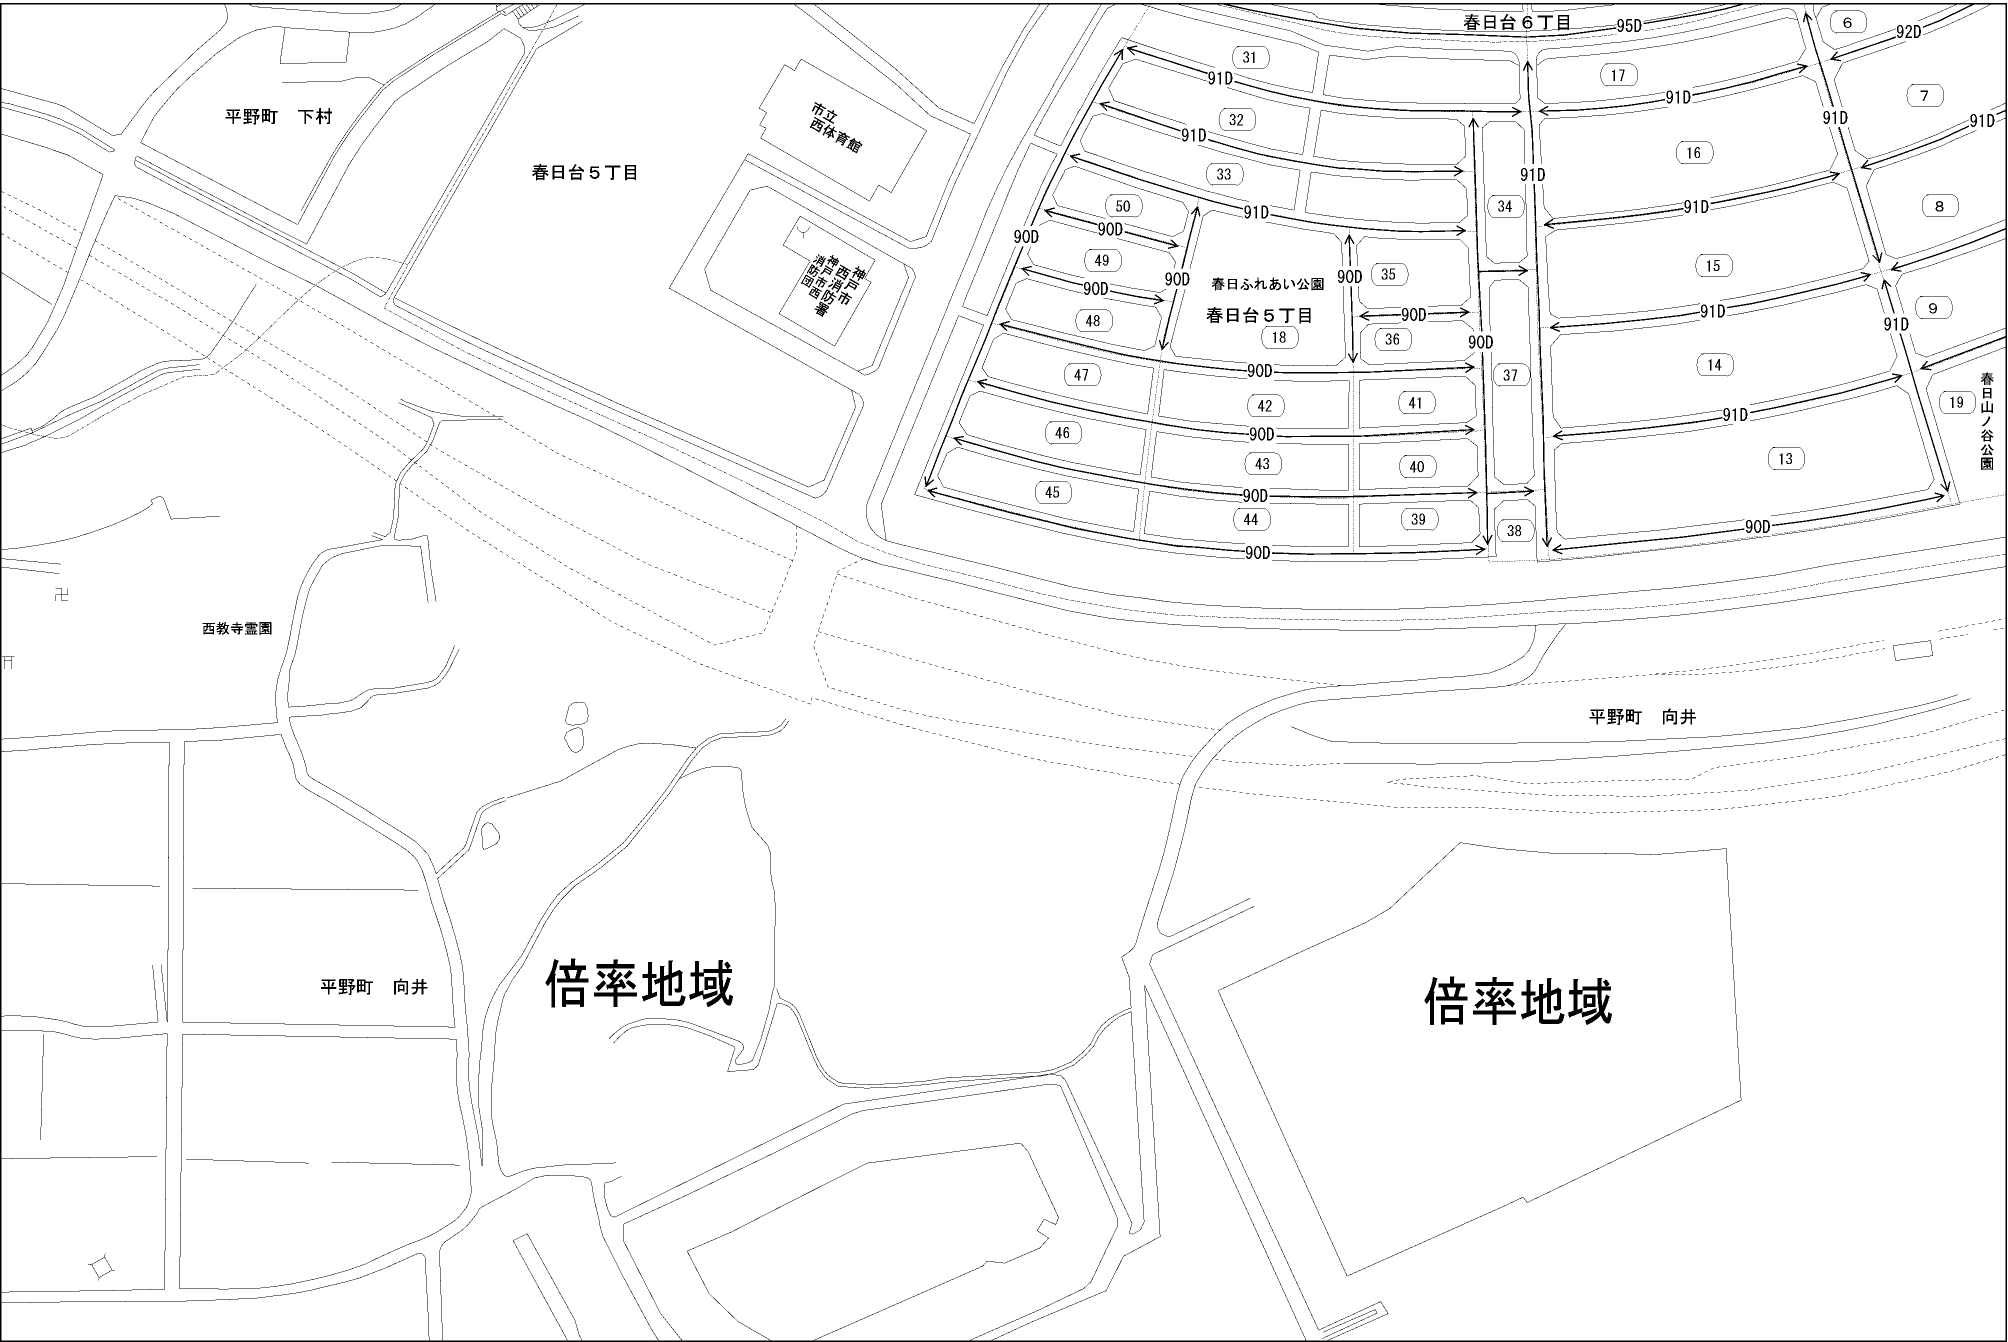 春日台６丁目
95D
6
92D
31
17
91D
91D
7
平野町　下村
市立
西体育館
32
91D
91D
91D
16
春日台５丁目
33
91D
50
91D
34
91D
8
90D
90D
49
90D
春日ふれあい公園
90D
35
15
神戸市
西消防署
神戸市西
消防団
90D
48
春日台５丁目
18
90D
36
90D
91D
9
91D
47
90D
37
14
42
41
19
春日山ノ谷公園
91D
46
90D
43
40
13
45
90D
44
39
38
90D
90D
卍
西教寺霊園
平野町　向井
平野町　向井
倍率地域
倍率地域